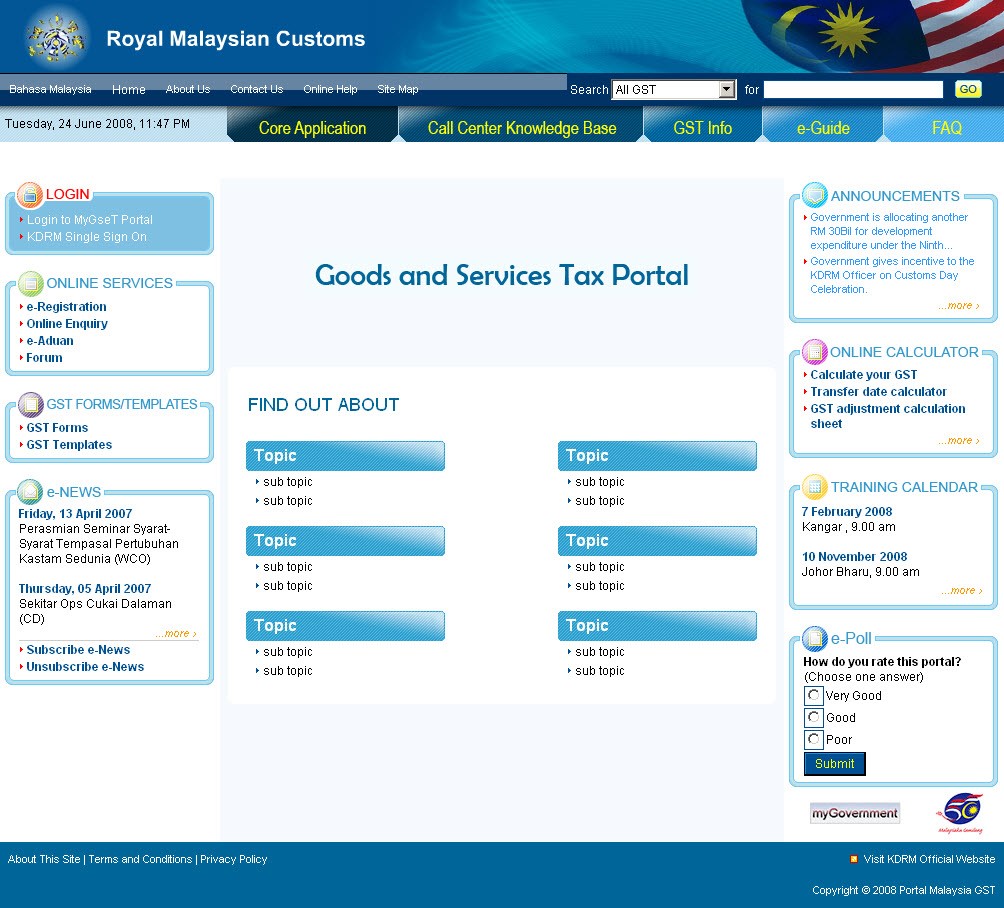 Royal Malaysian Customs
Bahasa Malaysia Home About Us Contact Us Online Help Site Map Search All GST for GO
Tuesday, 24 June 2008, 11:47 PM
Core Application Call Center Knowledge Base GST Info e-Guide FAQ
LOGIN
Login to MyGseT Portal
KDRM Single Sign On
ONLINE SERVICES
e-Registration
Online Enquiry
e-Aduan
Forum
GST FORMS/TEMPLATES
GST Forms
GST Templates
e-NEWS
Friday, 13 April 2007
Perasmian Seminar Syarat-
Syarat Tempasal Pertubuhan
Kastam Sedunia (WCO)
Thursday, 05 April 2007
Sekitar Ops Cukai Dalaman
(CD)
...more ›
Subscribe e-News
Unsubscribe e-News
Goods and Services Tax Portal
FIND OUT ABOUT
Topic
sub topic
sub topic
Topic
sub topic
sub topic
Topic
sub topic
sub topic
Topic
sub topic
sub topic
Topic
sub topic
sub topic
Topic
sub topic
sub topic
ANNOUNCEMENTS
Government is allocating another
RM 30Bil for development
expenditure under the Ninth...
Government gives incentive to the
KDRM Officer on Customs Day
Celebration.
...more ›
ONLINE CALCULATOR
Calculate your GST
Transfer date calculator
GST adjustment calculation
sheet
...more ›
TRAINING CALENDAR
7 February 2008
Kangar , 9.00 am
10 November 2008
Johor Bharu, 9.00 am
...more ›
e-Poll
How do you rate this portal?
(Choose one answer)
Very Good
Good
Poor
Submit
myGovernment
50
About This Site | Terms and Conditions | Privacy Policy
Visit KDRM Official Website
Copyright © 2008 Portal Malaysia GST